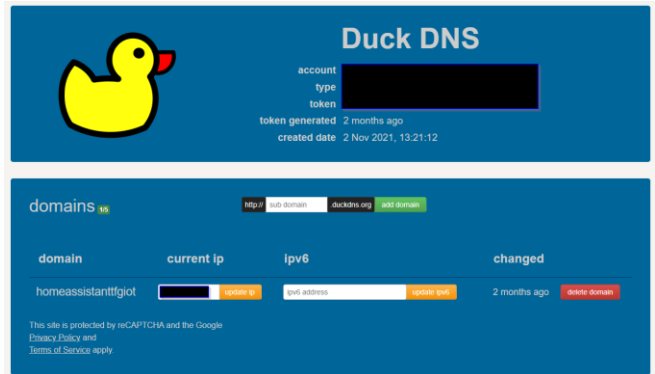 Duck DNS
account
type
token
token generated 2 months ago
created date 2 Nov 2021, 13:21:12
domains 1/5
http:// sub domain .duckdns.org add domain
domain current ip ipv6 changed
homeassistanttfgiot update ip ipv6 address update ipv6 2 months ago delete domain
This site is protected by reCAPTCHA and the Google
Privacy Policy and
Terms of Service apply.